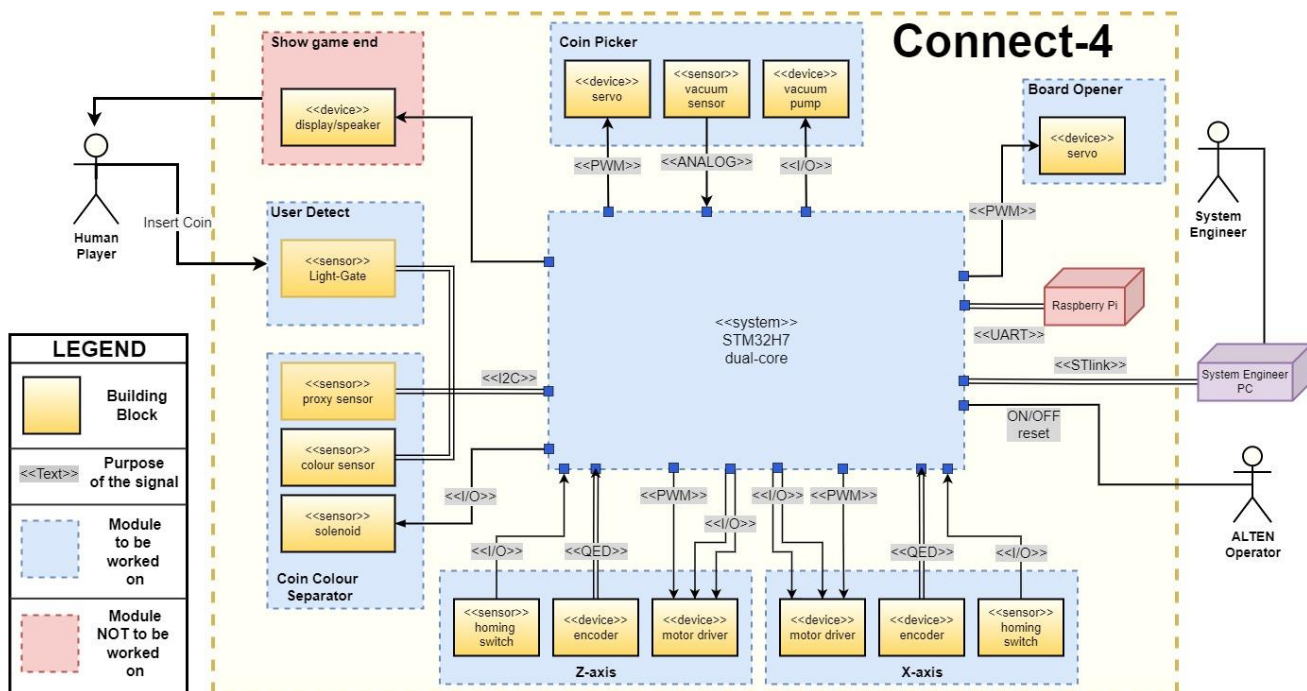 Connect-4
Show game end
<<device>>
display/speaker
Human
Player
Insert Coin
User Detect
<<sensor>>
Light-Gate
Coin Picker
<<device>>
servo
<<sensor>>
vacuum
sensor
<<device>>
vacuum
pump
<<PWM>>
<<ANALOG>>
<<I/O>>
Board Opener
<<device>>
servo
<<PWM>>
System
Engineer
<<system>>
STM32H7
dual-core
Raspberry Pi
<<UART>>
<<STlink>>
System Engineer
PC
ON/OFF
reset
ALTEN
Operator
<<sensor>>
proxy sensor
<<I2C>>
<<sensor>>
colour sensor
<<sensor>>
solenoid
<<I/O>>
Coin Colour
Separator
<<I/O>>
<<QED>>
<<PWM>>
<<I/O>>
<<I/O>>
<<PWM>>
<<QED>>
<<I/O>>
<<sensor>>
homing
switch
<<device>>
encoder
<<device>>
motor driver
Z-axis
<<device>>
motor driver
<<device>>
encoder
<<sensor>>
homing
switch
X-axis
LEGEND
Building
Block
<<Text>>
Purpose
of the signal
Module
to be
worked
on
Module
NOT to be
worked
on